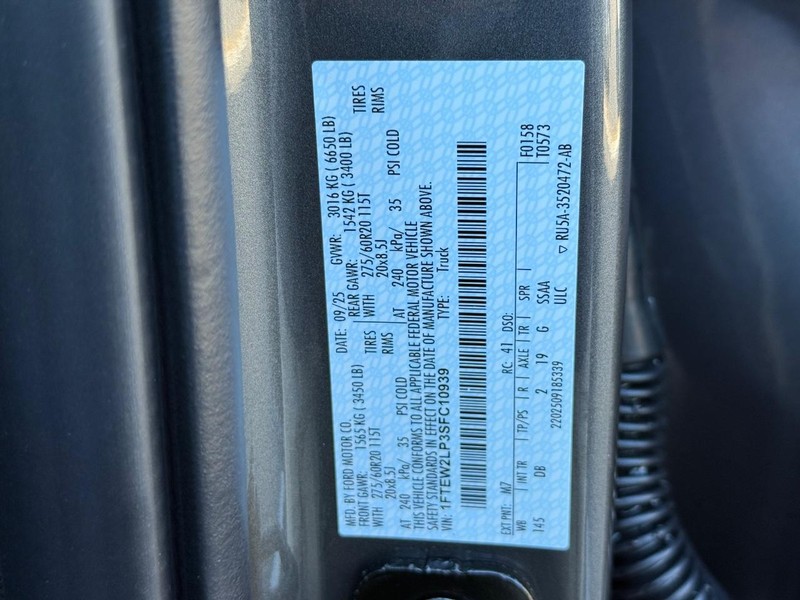 MFD. BY FORD MOTOR CO. DATE: 09/25 GVWR: 3016 KG ( 6650 LB)
FRONT GAWR: 1565 KG ( 3450 LB) REAR GAWR: 1542 KG ( 3400 LB)
WITH 275/60R20 115T TIRES WITH 275/60R20 115T TIRES
20x8.5J RIMS 20x8.5J RIMS
AT 240 kPa/ 35 PSI COLD AT 240 kPa/ 35 PSI COLD
THIS VEHICLE CONFORMS TO ALL APPLICABLE FEDERAL MOTOR VEHICLE
SAFETY STANDARDS IN EFFECT ON THE DATE OF MANUFACTURE SHOWN ABOVE.
VIN: 1FTEW2LP3SFC10939 TYPE: Truck
EXT PNT: M7 RC: 41 DSO: F0158
WB INT TR TP/PS R AXLE TR SPR T0573
145 DB 2 19 G SSAA
2202509185339 ULC ▽ RU5A-3520472-AB